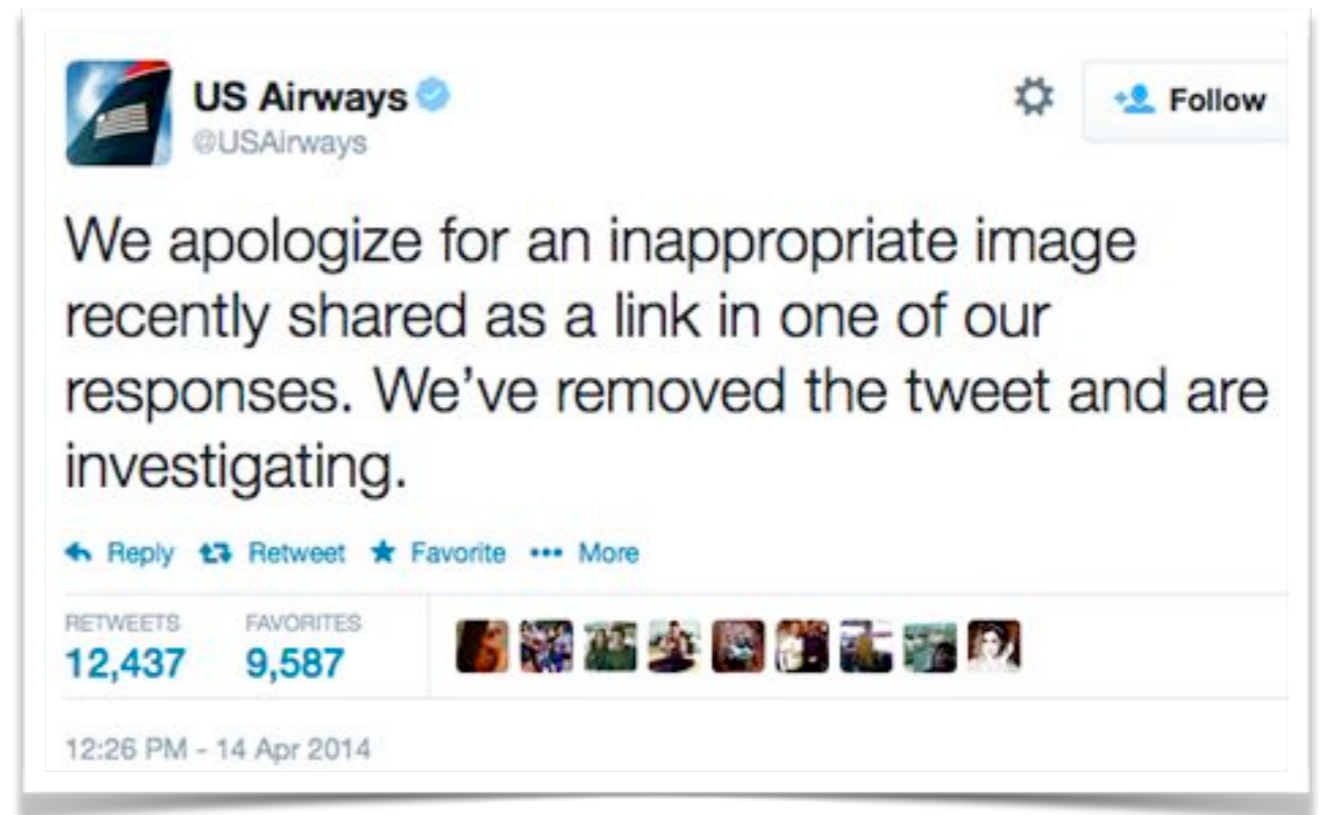 US Airways
@USAirways
Follow
We apologize for an inappropriate image
recently shared as a link in one of our
responses. We've removed the tweet and are
investigating.
Reply Retweet Favorite ••• More
RETWEETS FAVORITES
12,437 9,587
12:26 PM - 14 Apr 2014